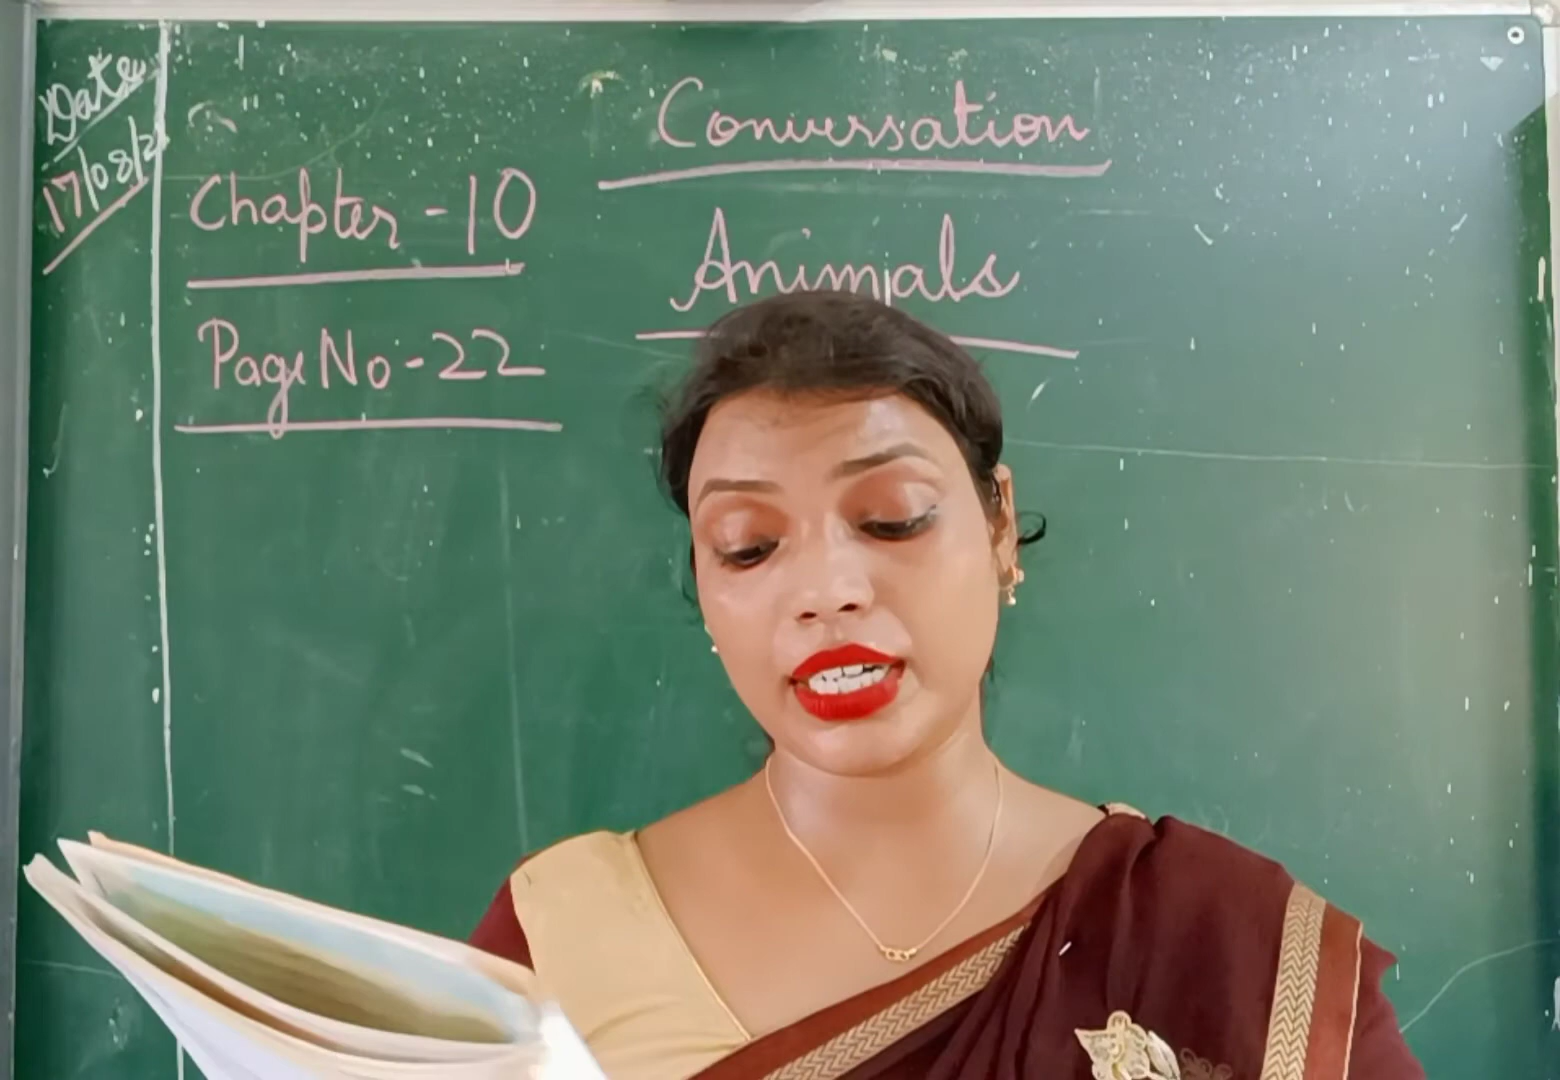 Date
17/08/2
Conversation
Chapter - 10
Animals
Page No - 22